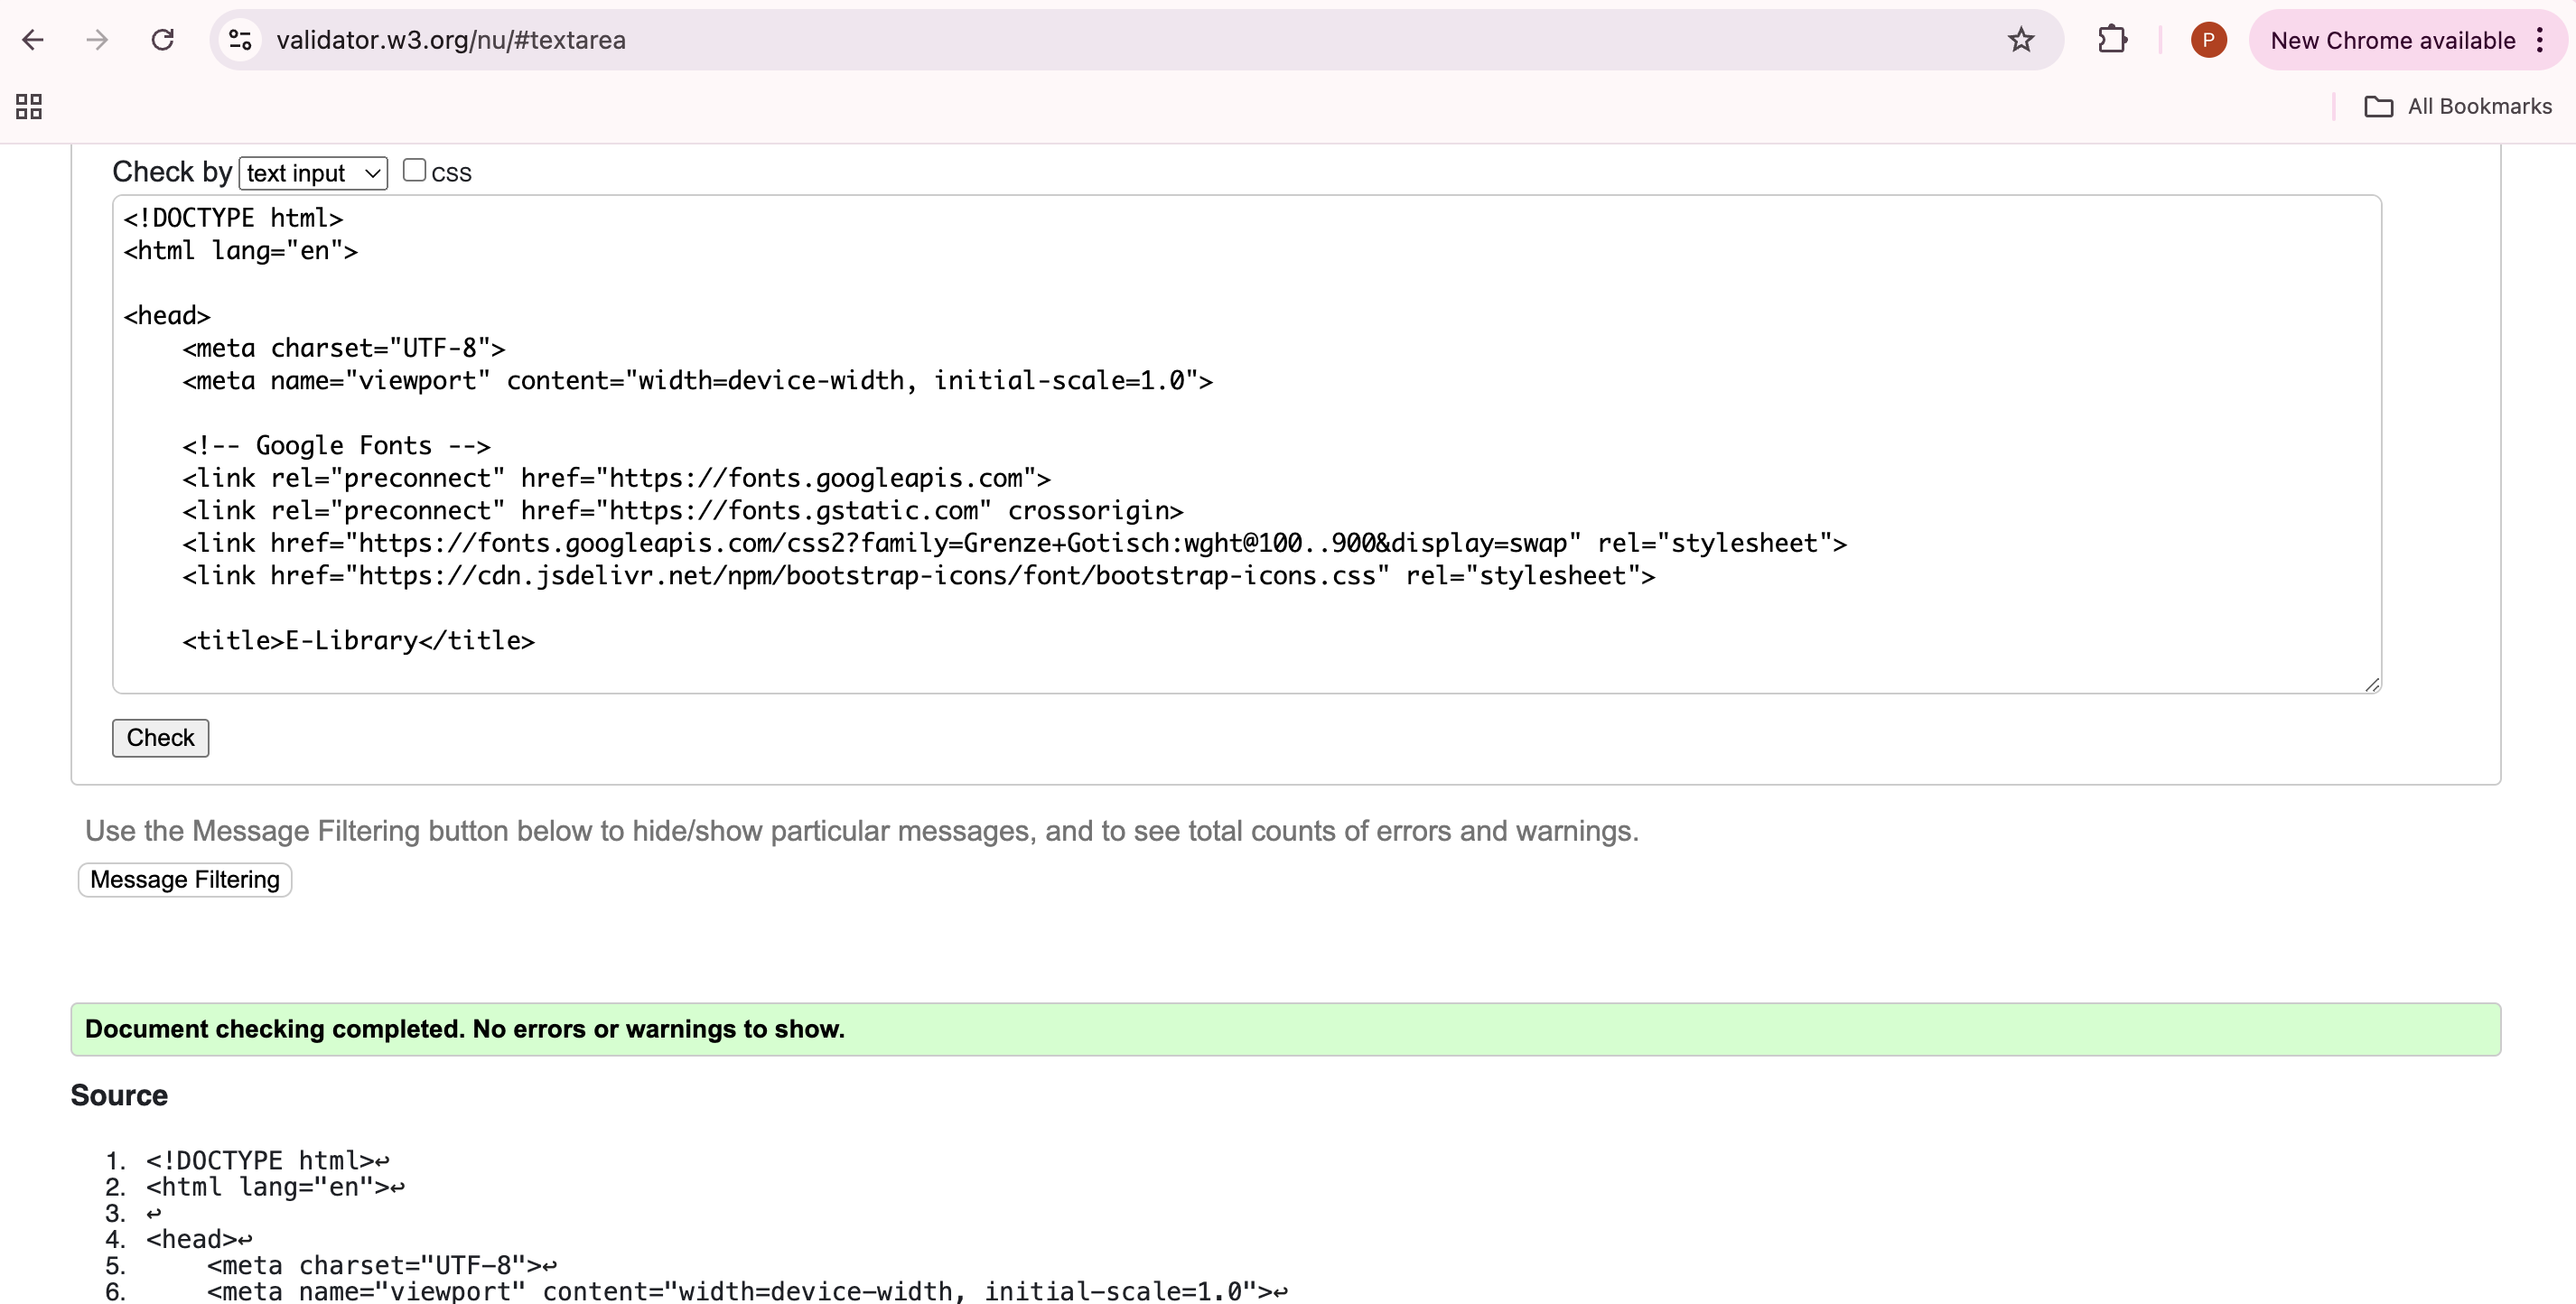 validator.w3.org/nu/#textarea
P
New Chrome available
All Bookmarks
Check by text input css
<!DOCTYPE html>
<html lang="en">
<head>
    <meta charset="UTF-8">
    <meta name="viewport" content="width=device-width, initial-scale=1.0">
    <!-- Google Fonts -->
    <link rel="preconnect" href="https://fonts.googleapis.com">
    <link rel="preconnect" href="https://fonts.gstatic.com" crossorigin>
    <link href="https://fonts.googleapis.com/css2?family=Grenze+Gotisch:wght@100..900&display=swap" rel="stylesheet">
    <link href="https://cdn.jsdelivr.net/npm/bootstrap-icons/font/bootstrap-icons.css" rel="stylesheet">
    <title>E-Library</title>
Check
Use the Message Filtering button below to hide/show particular messages, and to see total counts of errors and warnings.
Message Filtering
Document checking completed. No errors or warnings to show.
Source
1. <!DOCTYPE html>↩
2. <html lang="en">↩
3. ↩
4. <head>↩
5.     <meta charset="UTF-8">↩
6.     <meta name="viewport" content="width=device-width, initial-scale=1.0">↩